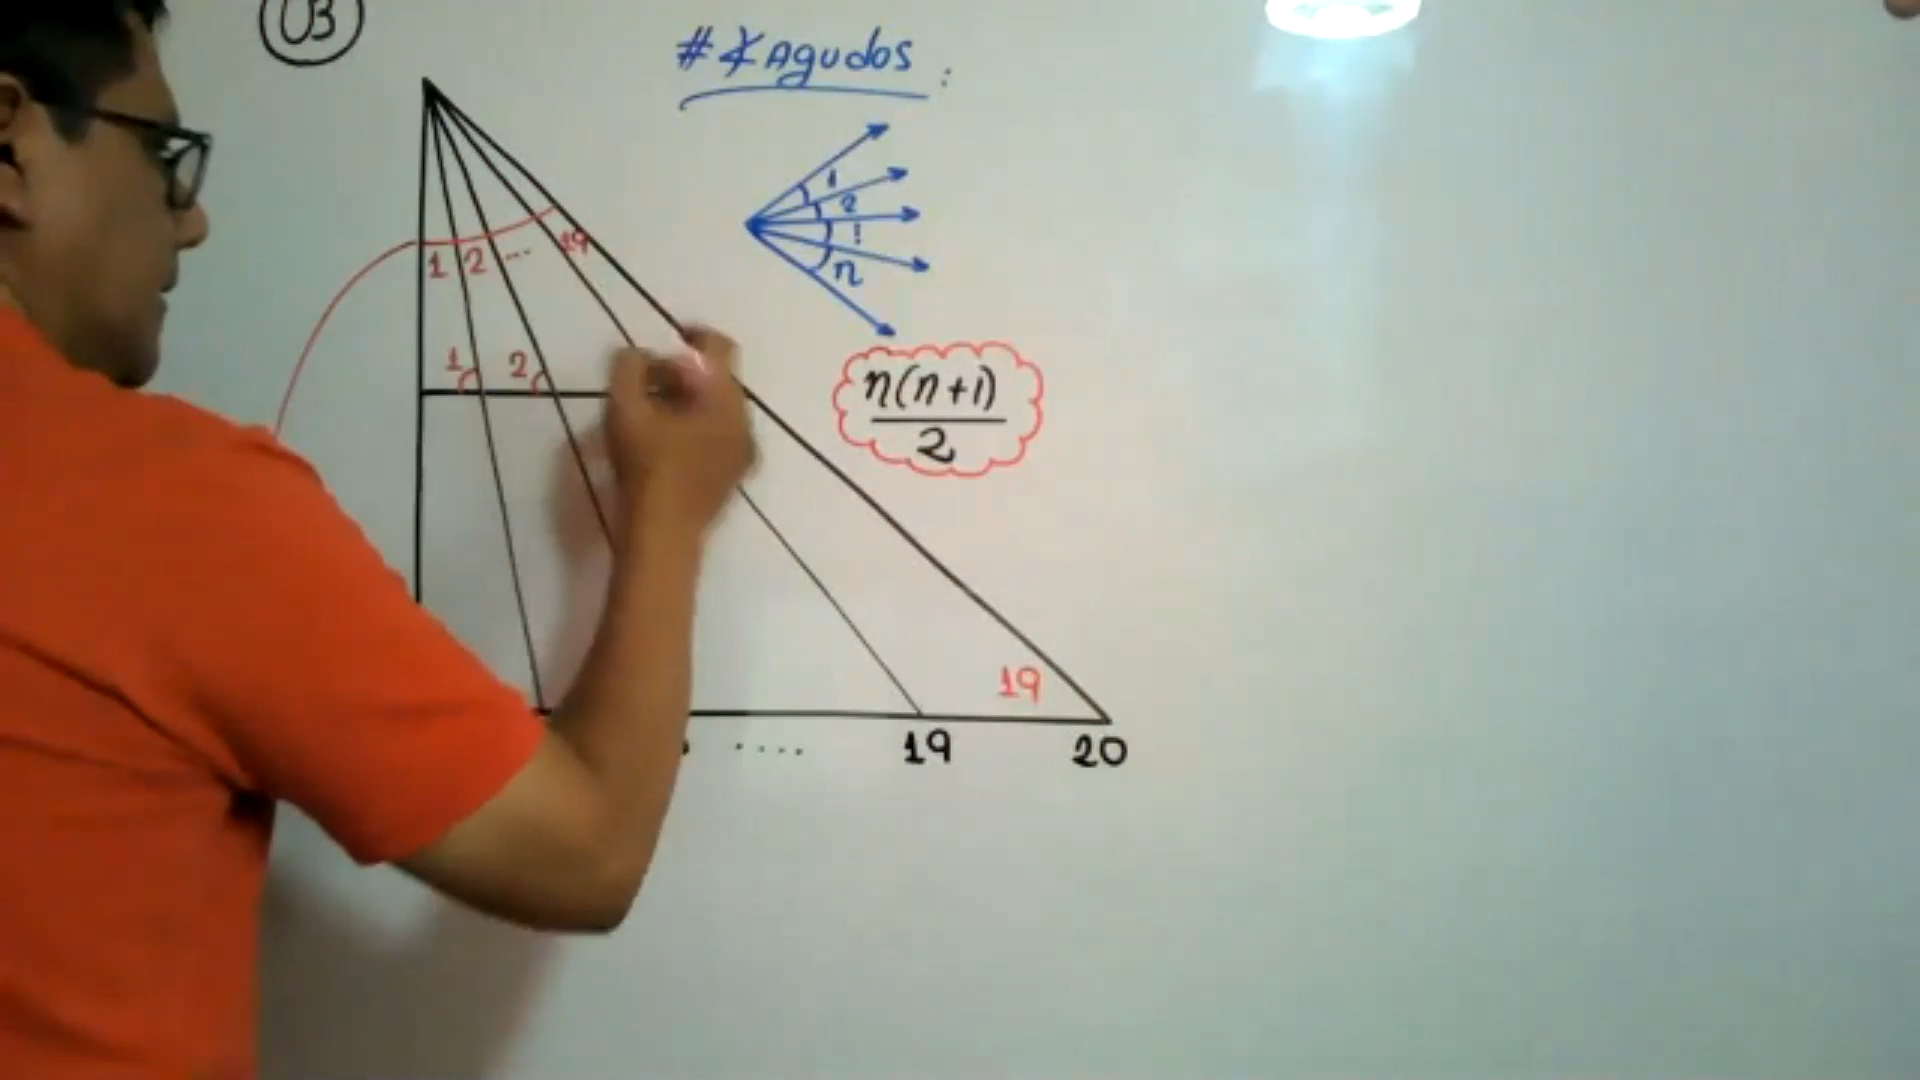 03
# ∡Agudos :
1
2
⋮
n
1 2 ... 19
1 2
n(n+1)
2
19
.... 19 20